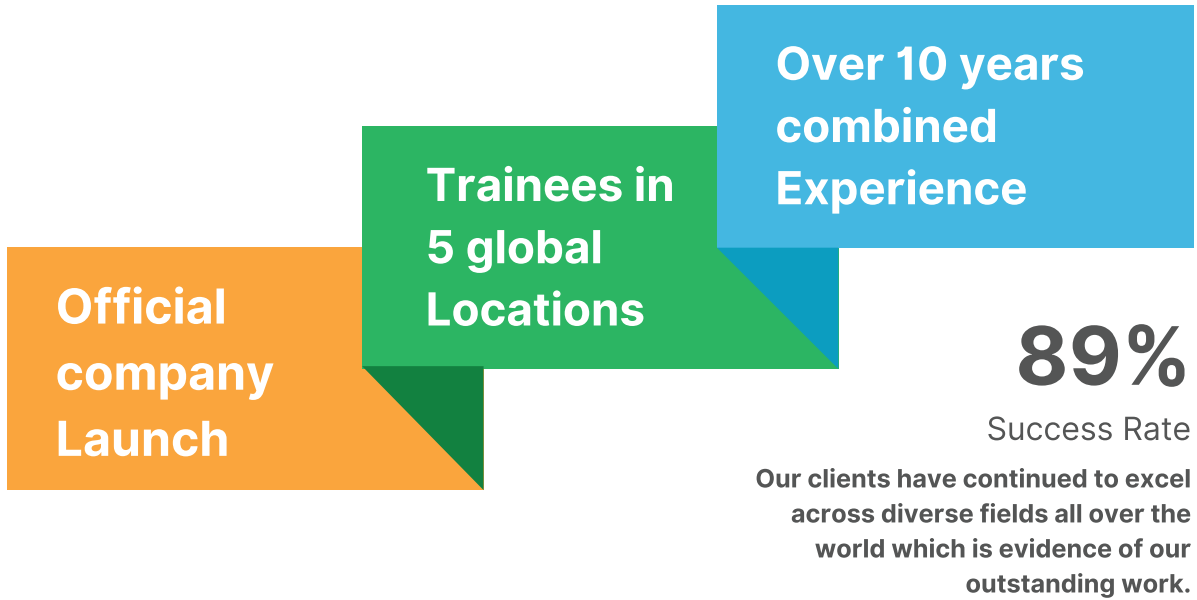 Over 10 years
combined
Experience
Trainees in
5 global
Locations
Official
company
Launch
89%
Success Rate
Our clients have continued to excel
across diverse fields all over the
world which is evidence of our
outstanding work.